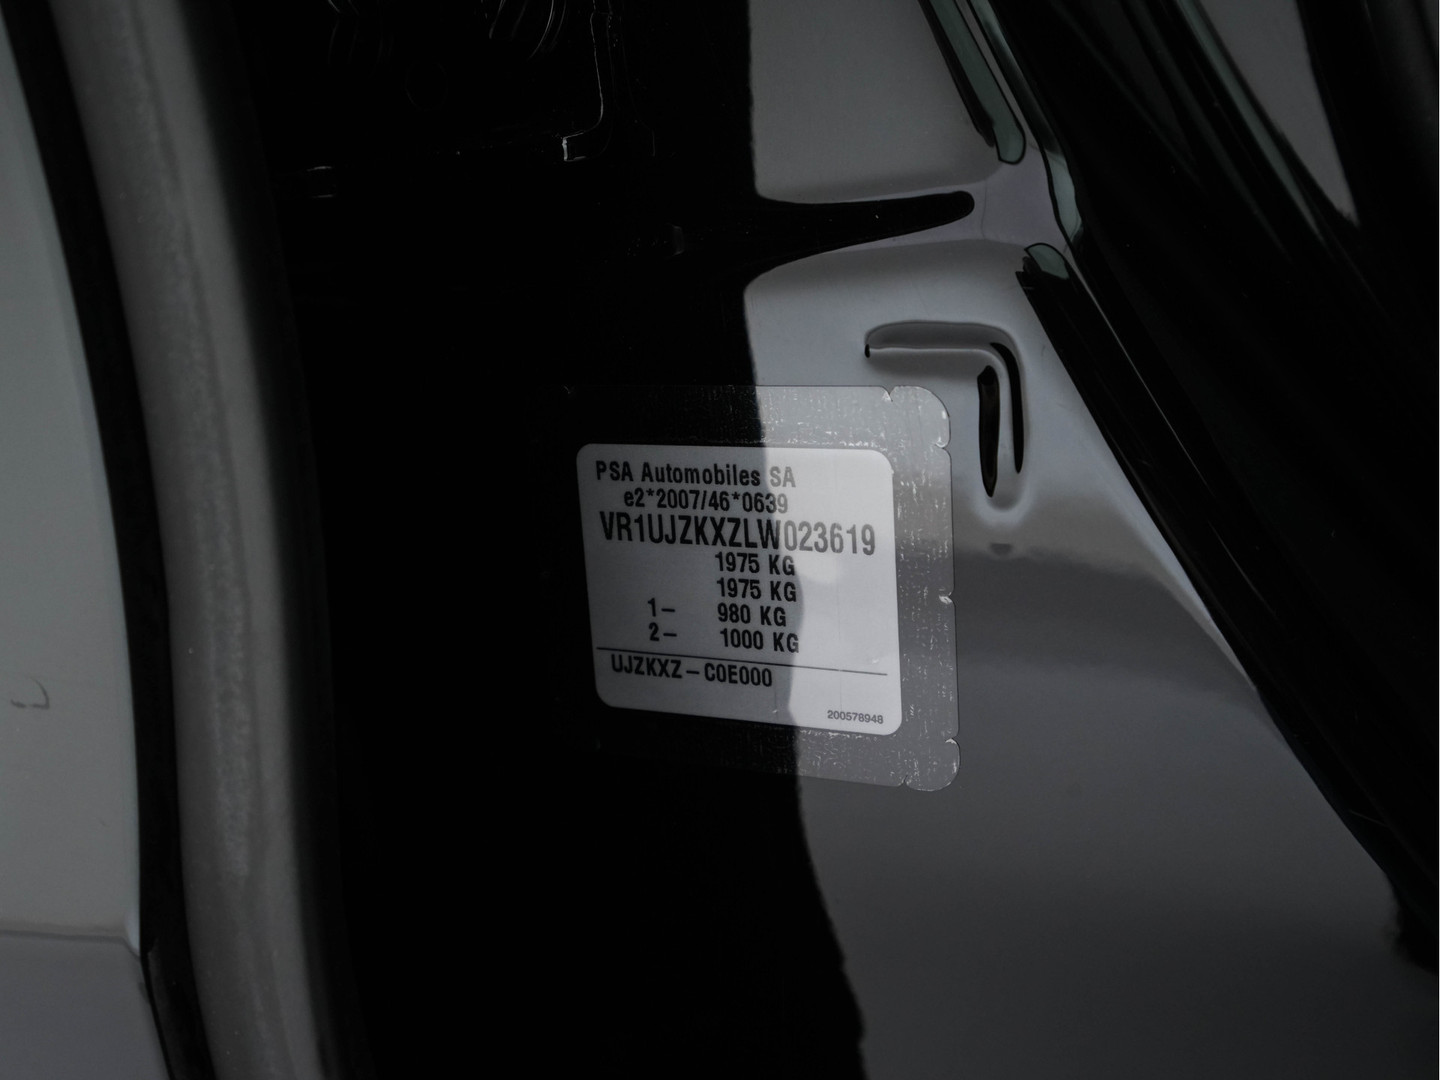 PSA Automobiles SA
e2*2007/46*0639
VR1UJZKXZLW023619
1975 KG
1975 KG
1– 980 KG
2– 1000 KG
UJZKXZ–C0E000
200578948